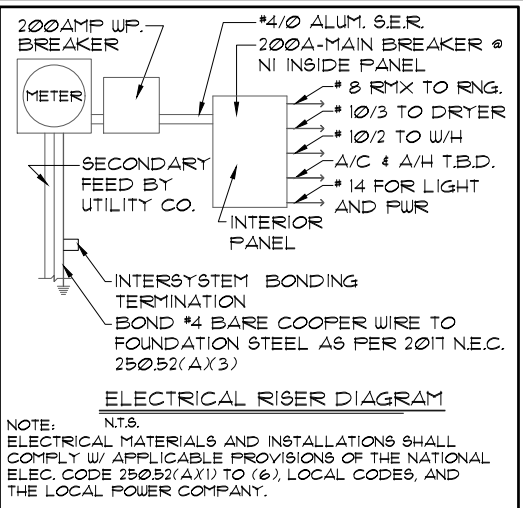 200AMP WP.
BREAKER
#4/0 ALUM. S.E.R.
200A-MAIN BREAKER @
N1 INSIDE PANEL
METER
# 8 RMX TO RNG.
# 10/3 TO DRYER
# 10/2 TO W/H
A/C & A/H T.B.D.
# 14 FOR LIGHT
AND PWR
SECONDARY
FEED BY
UTILITY CO.
INTERIOR
PANEL
INTERSYSTEM BONDING
TERMINATION
BOND #4 BARE COOPER WIRE TO
FOUNDATION STEEL AS PER 2017 N.E.C.
250.52(A)(3)
ELECTRICAL RISER DIAGRAM
N.T.S.
NOTE:
ELECTRICAL MATERIALS AND INSTALLATIONS SHALL
COMPLY W/ APPLICABLE PROVISIONS OF THE NATIONAL
ELEC. CODE 250.52(A)(1) TO (6), LOCAL CODES, AND
THE LOCAL POWER COMPANY.